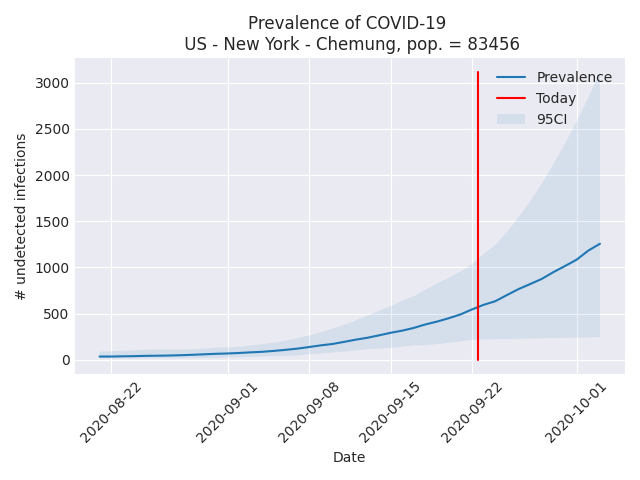 Prevalence of COVID-19
US - New York - Chemung, pop. = 83456
Prevalence
Today
95CI
# undetected infections
3000
2500
2000
1500
1000
500
0
2020-08-22
2020-09-01
2020-09-08
2020-09-15
2020-09-22
2020-10-01
Date